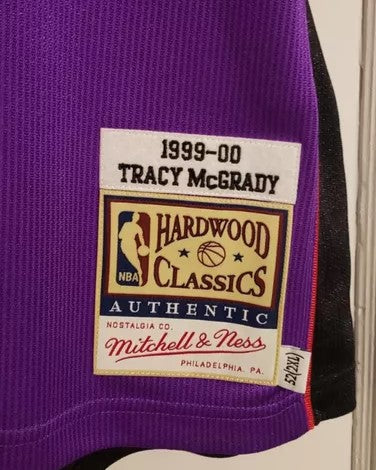 1999-00
TRACY McGRADY
NBA
HARDWOOD
CLASSICS
AUTHENTIC
NOSTALGIA CO.
Mitchell & Ness
PHILADELPHIA, PA.
52(2XL)